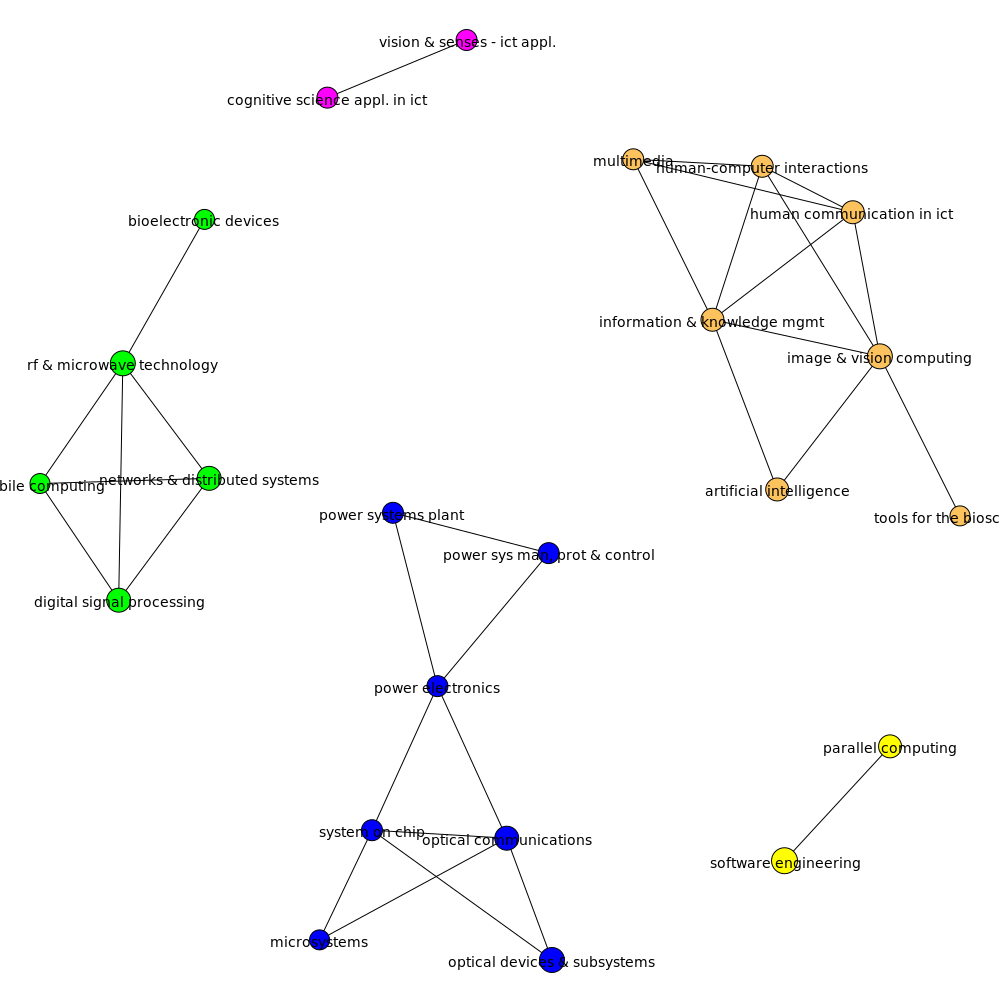 vision & senses - ict appl.
cognitive science appl. in ict
multimedia
human-computer interactions
human communication in ict
bioelectronic devices
information & knowledge mgmt
image & vision computing
rf & microwave technology
bile computing
networks & distributed systems
artificial intelligence
power systems plant
tools for the biosc
power sys man, prot & control
digital signal processing
power electronics
parallel computing
system on chip
optical communications
software engineering
microsystems
optical devices & subsystems